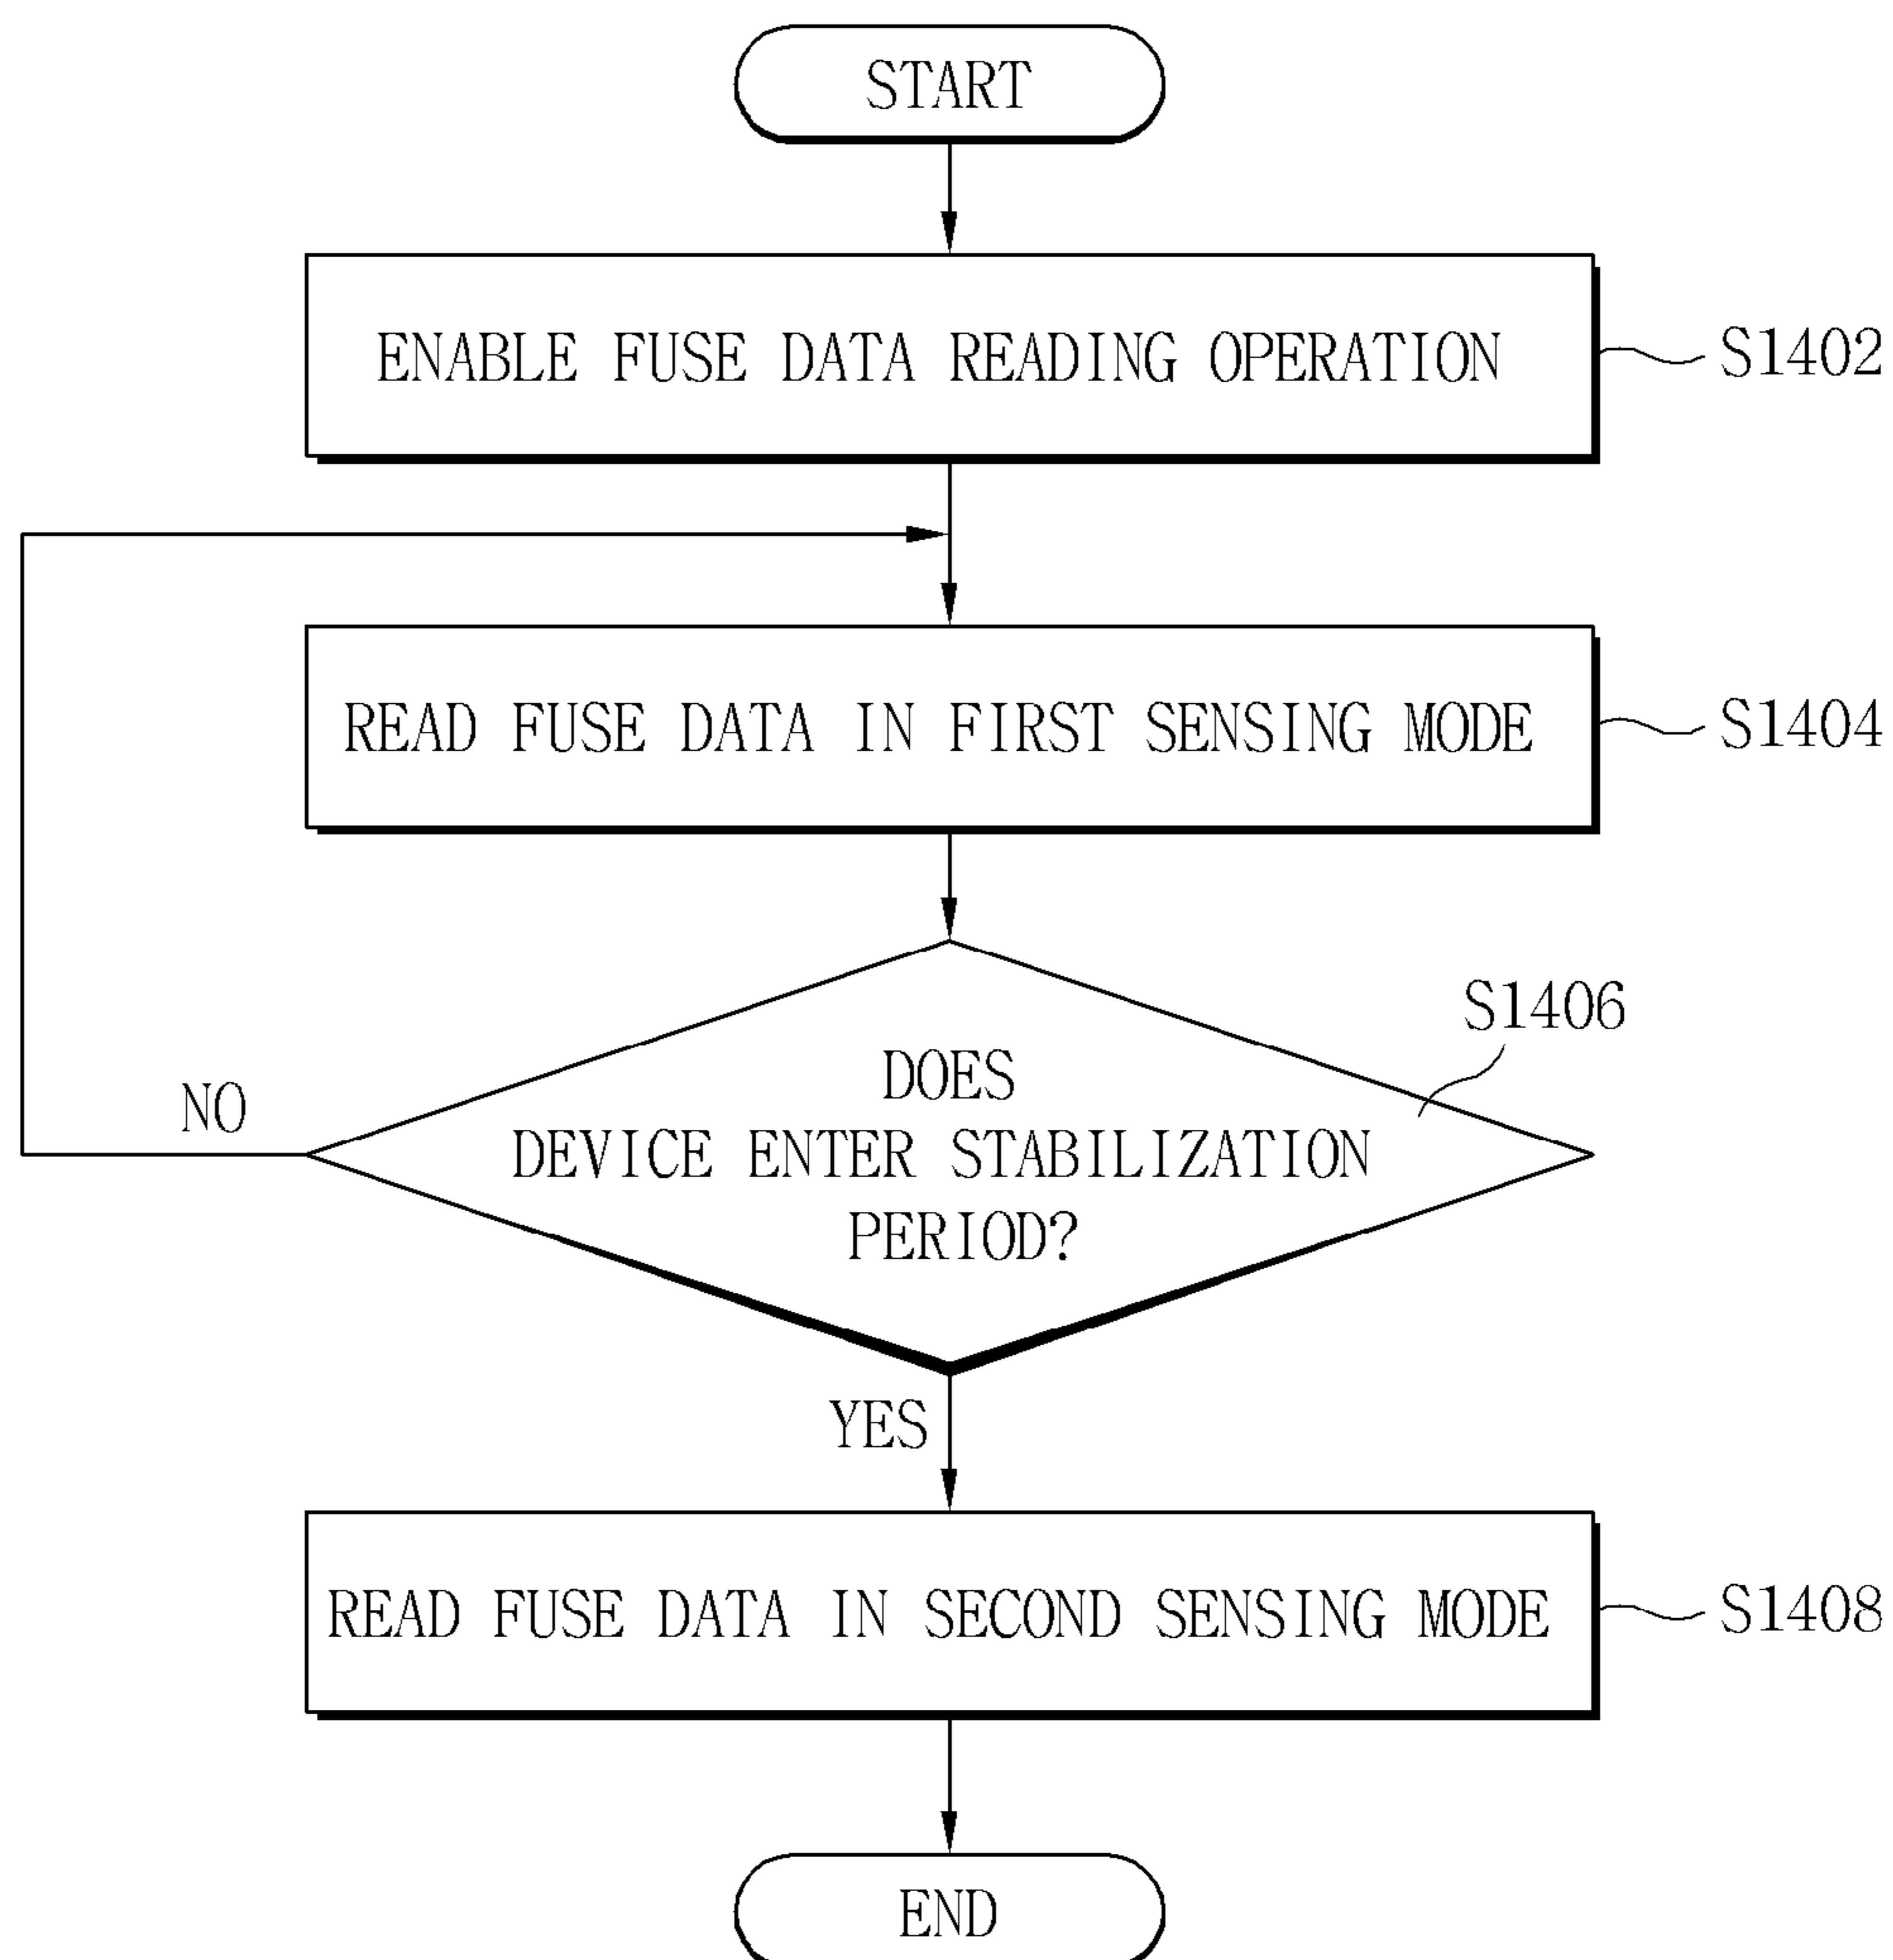 START
ENABLE FUSE DATA READING OPERATION
S1402
READ FUSE DATA IN FIRST SENSING MODE
S1404
S1406
DOES
DEVICE ENTER STABILIZATION
PERIOD?
NO
YES
READ FUSE DATA IN SECOND SENSING MODE
S1408
END